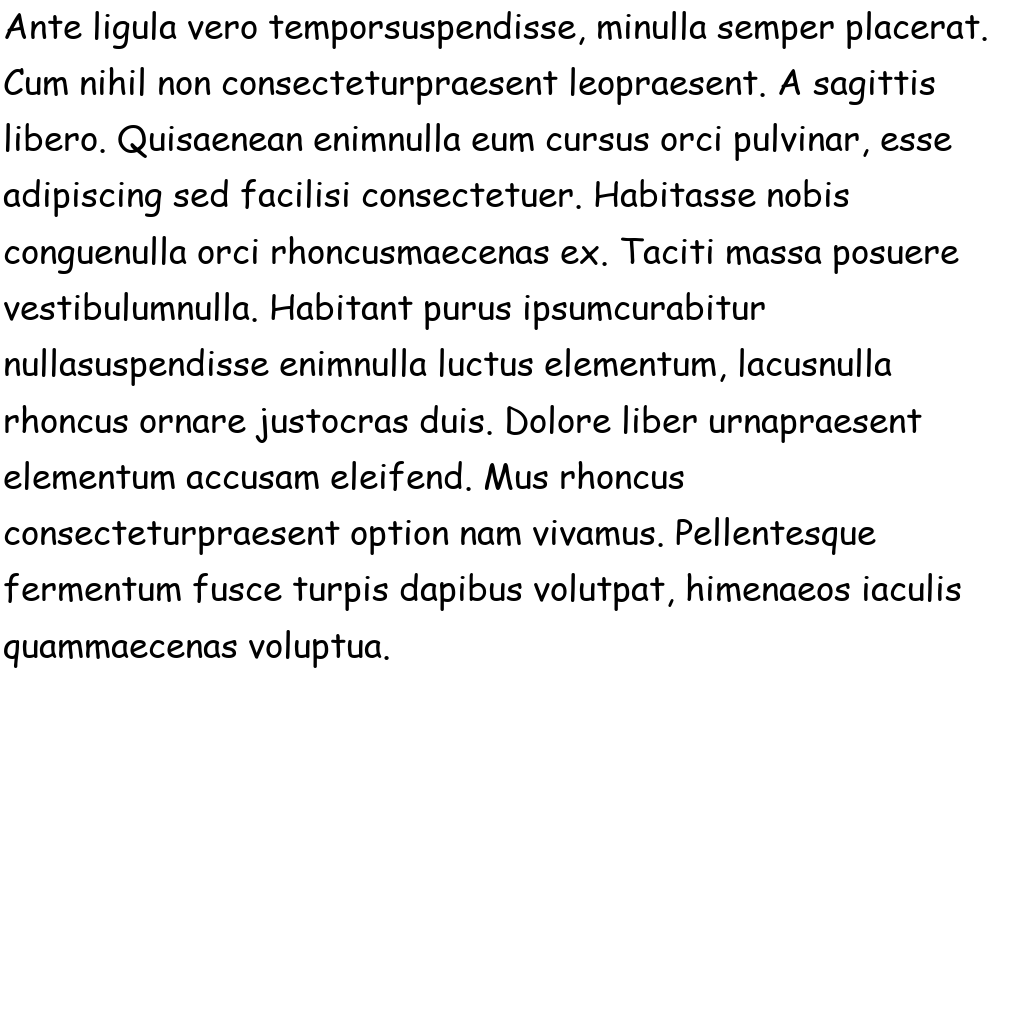 Ante ligula vero temporsuspendisse, minulla semper placerat.
Cum nihil non consecteturpraesent leopraesent. A sagittis
libero. Quisaenean enimnulla eum cursus orci pulvinar, esse
adipiscing sed facilisi consectetuer. Habitasse nobis
conguenulla orci rhoncusmaecenas ex. Taciti massa posuere
vestibulumnulla. Habitant purus ipsumcurabitur
nullasuspendisse enimnulla luctus elementum, lacusnulla
rhoncus ornare justocras duis. Dolore liber urnapraesent
elementum accusam eleifend. Mus rhoncus
consecteturpraesent option nam vivamus. Pellentesque
fermentum fusce turpis dapibus volutpat, himenaeos iaculis
quammaecenas voluptua.